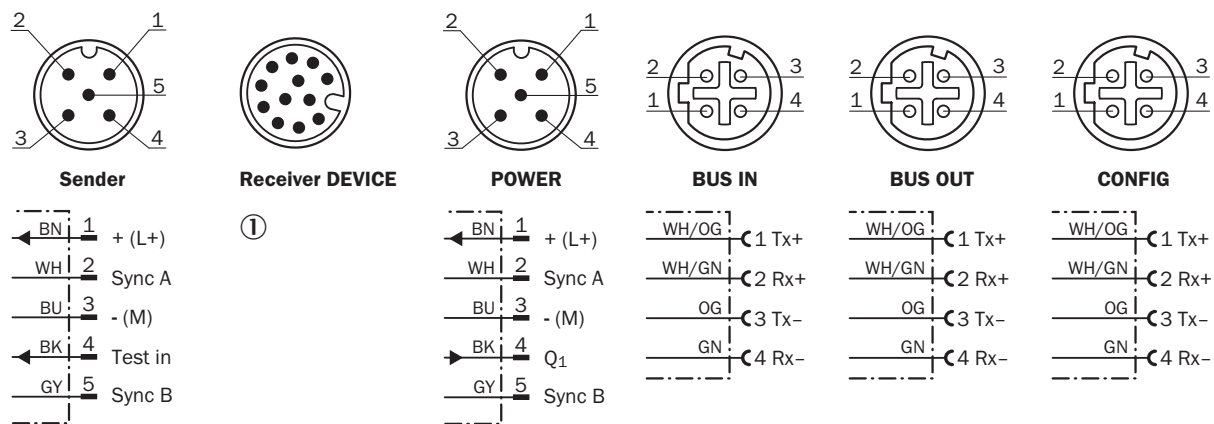 2 1
5
3 4
Sender
BN 1 + (L+)
WH 2 Sync A
BU 3 - (M)
BK 4 Test in
GY 5 Sync B
Receiver DEVICE
①
2 1
5
3 4
POWER
BN 1 + (L+)
WH 2 Sync A
BU 3 - (M)
BK 4 Q1
GY 5 Sync B
2 3
1 4
BUS IN
WH/OG 1 Tx+
WH/GN 2 Rx+
OG 3 Tx–
GN 4 Rx–
2 3
1 4
BUS OUT
WH/OG 1 Tx+
WH/GN 2 Rx+
OG 3 Tx–
GN 4 Rx–
2 3
1 4
CONFIG
WH/OG 1 Tx+
WH/GN 2 Rx+
OG 3 Tx–
GN 4 Rx–